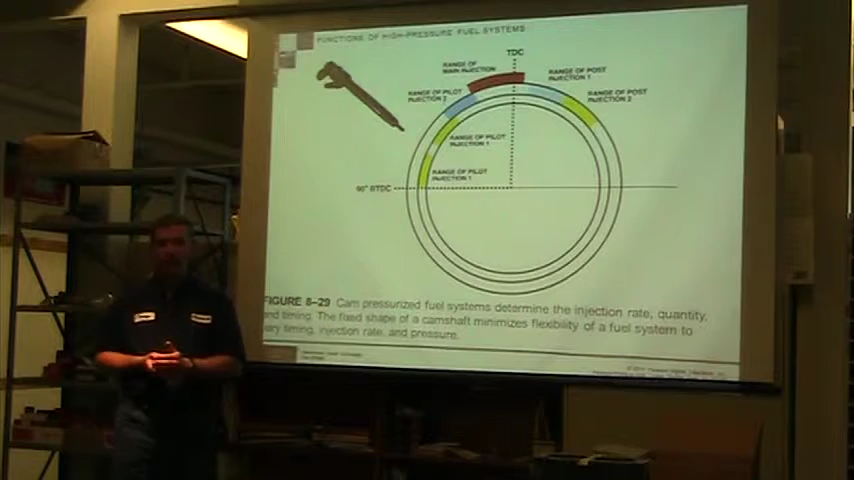 FUNCTIONS OF HIGH-PRESSURE FUEL SYSTEMS
TDC
RANGE OF
MAIN INJECTION
RANGE OF POST
INJECTION 1
RANGE OF PILOT
INJECTION 3
RANGE OF POST
INJECTION 2
RANGE OF PILOT
INJECTION 1
RANGE OF PILOT
INJECTION 1
90° BTDC
FIGURE 8–29 Cam pressurized fuel systems determine the injection rate, quantity,
and timing. The fixed shape of a camshaft minimizes flexibility of a fuel system to
vary timing, injection rate, and pressure.